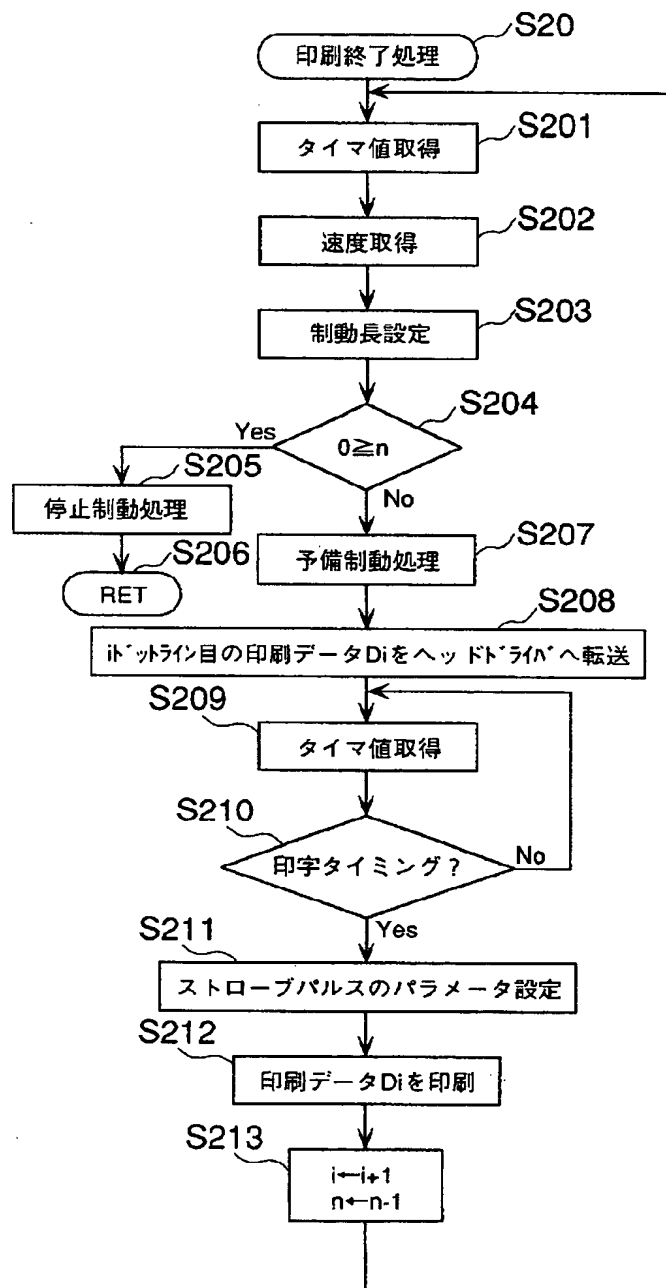 S20
印刷終了処理
S201
タイマ値取得
S202
速度取得
S203
制動長設定
S204
0≧n
Yes
No
S205
停止制動処理
S206
RET
S207
予備制動処理
S208
iドットライン目の印刷データDiをヘッドドライバへ転送
S209
タイマ値取得
S210
印字タイミング?
No
Yes
S211
ストローブパルスのパラメータ設定
S212
印刷データDiを印刷
S213
i←i+1
n←n-1